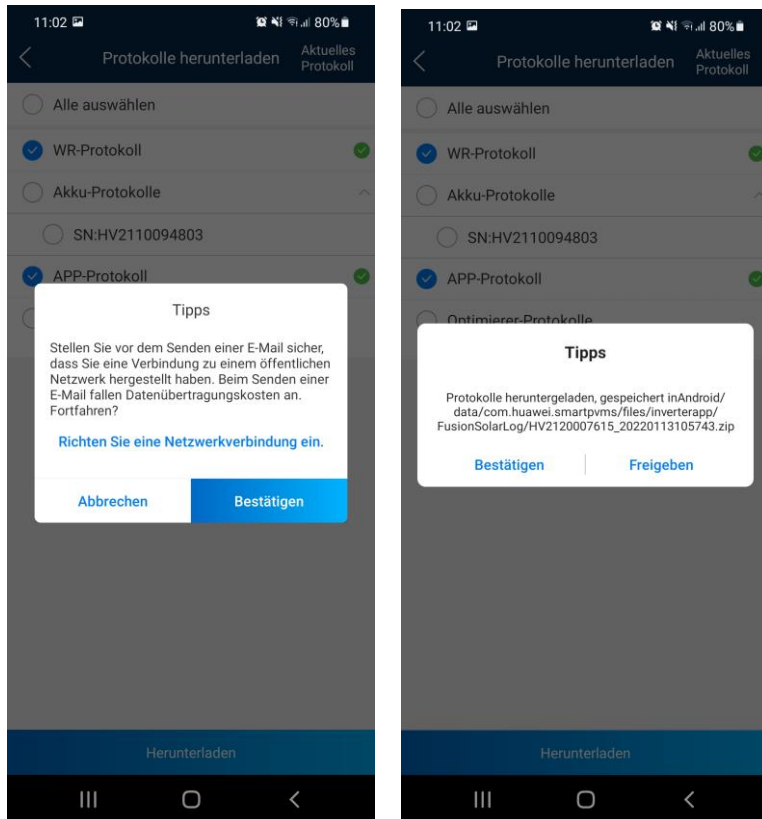 11:02
80%
Protokolle herunterladen
Aktuelles
Protokoll
Alle auswählen
WR-Protokoll
Akku-Protokolle
SN:HV2110094803
APP-Protokoll
Tipps
Stellen Sie vor dem Senden einer E-Mail sicher,
dass Sie eine Verbindung zu einem öffentlichen
Netzwerk hergestellt haben. Beim Senden einer
E-Mail fallen Datenübertragungskosten an.
Fortfahren?
Richten Sie eine Netzwerkverbindung ein.
Abbrechen
Bestätigen
Herunterladen
11:02
80%
Protokolle herunterladen
Aktuelles
Protokoll
Alle auswählen
WR-Protokoll
Akku-Protokolle
SN:HV2110094803
APP-Protokoll
Optimierer-Protokolle
Tipps
Protokolle heruntergeladen, gespeichert inAndroid/
data/com.huawei.smartpvms/files/inverterapp/
FusionSolarLog/HV2120007615_20220113105743.zip
Bestätigen
Freigeben
Herunterladen